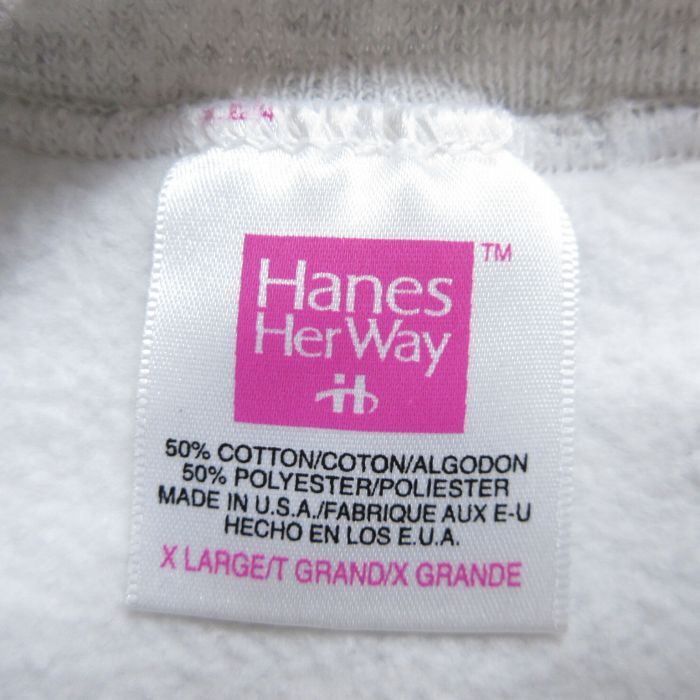 Hanes
Her Way
TM
50% COTTON/COTON/ALGODON
50% POLYESTER/POLIESTER
MADE IN U.S.A./FABRIQUE AUX E-U
HECHO EN LOS E.U.A.
X LARGE/T GRAND/X GRANDE